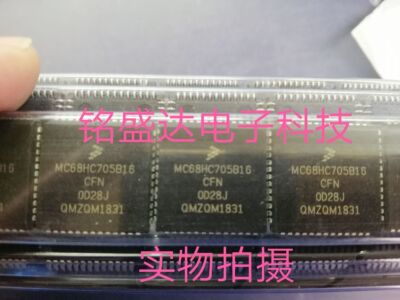 铭盛达电子科技
MC68HC705B16
CFN
0D28J
QMZQM1831
MC68HC705B16
CFN
0D28J
QMZQM1831
MC68HC705B16
CFN
0D28J
QMZQM1831
实物拍摄